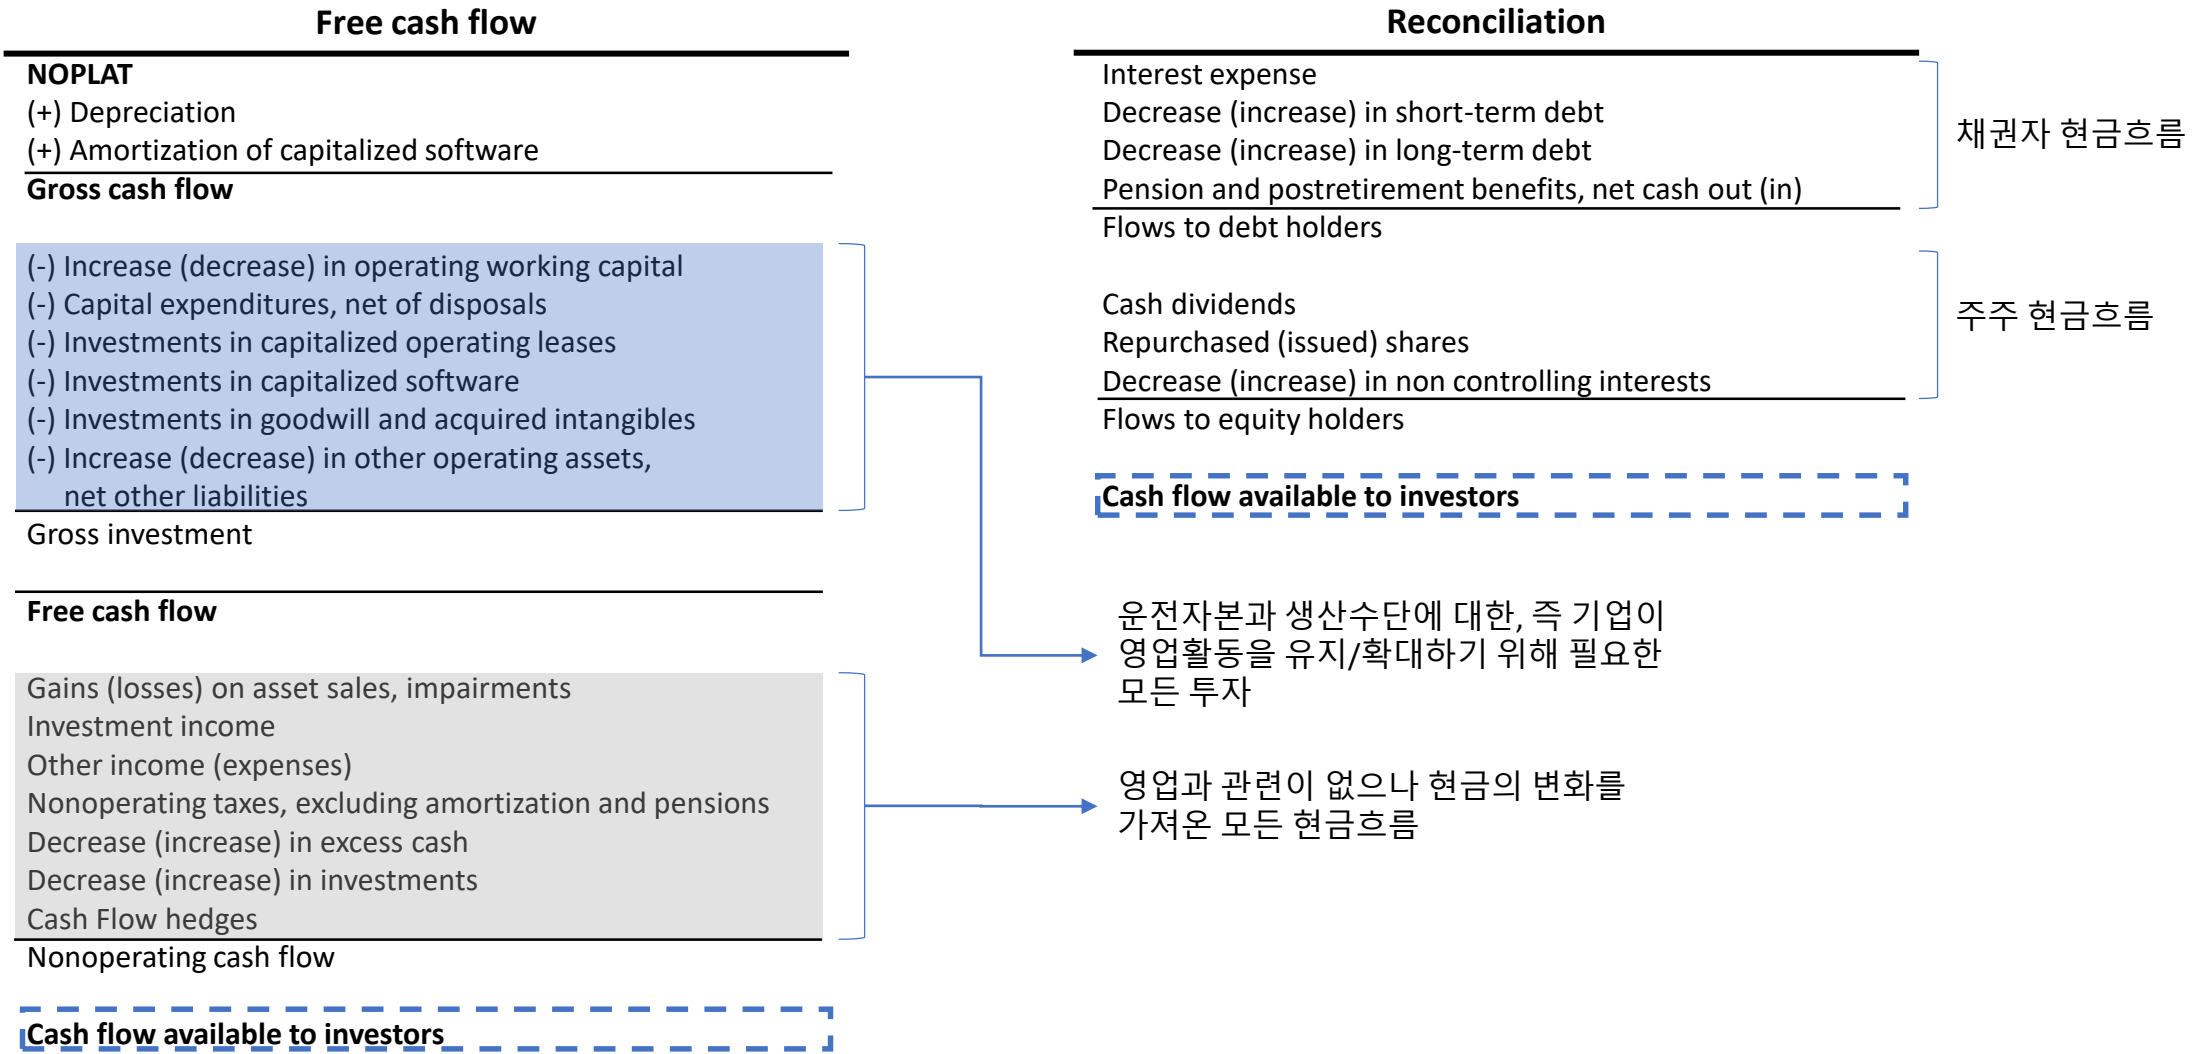 Free cash flow
NOPLAT
(+) Depreciation
(+) Amortization of capitalized software
Gross cash flow
(-) Increase (decrease) in operating working capital
(-) Capital expenditures, net of disposals
(-) Investments in capitalized operating leases
(-) Investments in capitalized software
(-) Investments in goodwill and acquired intangibles
(-) Increase (decrease) in other operating assets,
net other liabilities
Gross investment
Free cash flow
Gains (losses) on asset sales, impairments
Investment income
Other income (expenses)
Nonoperating taxes, excluding amortization and pensions
Decrease (increase) in excess cash
Decrease (increase) in investments
Cash Flow hedges
Nonoperating cash flow
Cash flow available to investors
Reconciliation
Interest expense
Decrease (increase) in short-term debt
Decrease (increase) in long-term debt
Pension and postretirement benefits, net cash out (in)
Flows to debt holders
채권자 현금흐름
Cash dividends
Repurchased (issued) shares
Decrease (increase) in non controlling interests
Flows to equity holders
주주 현금흐름
Cash flow available to investors
운전자본과 생산수단에 대한, 즉 기업이
영업활동을 유지/확대하기 위해 필요한
모든 투자
영업과 관련이 없으나 현금의 변화를
가져온 모든 현금흐름